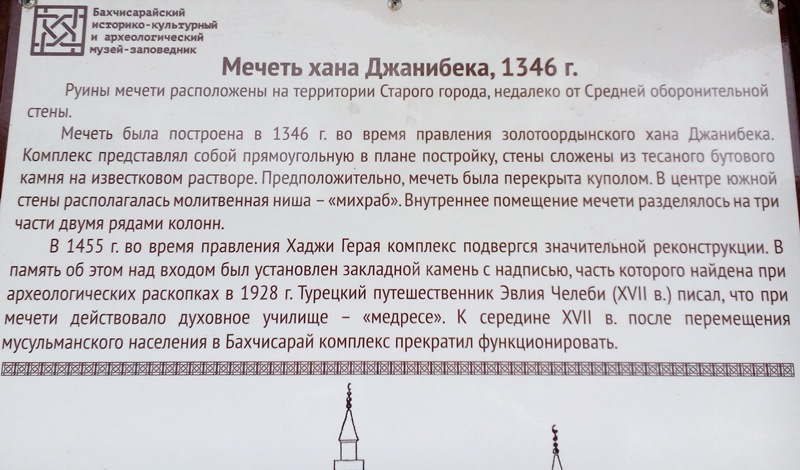 Бахчисарайский
историко-культурный
и археологический
музей-заповедник
Мечеть хана Джанибека, 1346 г.
Руины мечети расположены на территории Старого города, недалеко от Средней оборонительной
стены.
Мечеть была построена в 1346 г. во время правления золотоордынского хана Джанибека.
Комплекс представлял собой прямоугольную в плане постройку, стены сложены из тесаного бутового
камня на известковом растворе. Предположительно, мечеть была перекрыта куполом. В центре южной
стены располагалась молитвенная ниша – «михраб». Внутреннее помещение мечети разделялось на три
части двумя рядами колонн.
В 1455 г. во время правления Хаджи Герая комплекс подвергся значительной реконструкции. В
память об этом над входом был установлен закладной камень с надписью, часть которого найдена при
археологических раскопках в 1928 г. Турецкий путешественник Эвлия Челеби (XVII в.) писал, что при
мечети действовало духовное училище – «медресе». К середине XVII в. после перемещения
мусульманского населения в Бахчисарай комплекс прекратил функционировать.